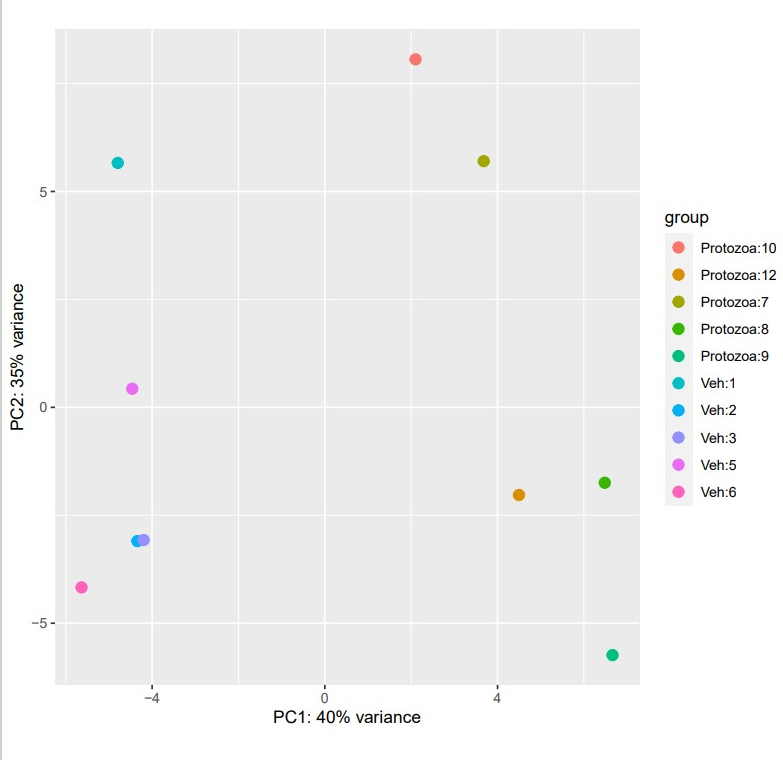 5
0
−5
−4
0
4
PC1: 40% variance
PC2: 35% variance
group
Protozoa:10
Protozoa:12
Protozoa:7
Protozoa:8
Protozoa:9
Veh:1
Veh:2
Veh:3
Veh:5
Veh:6